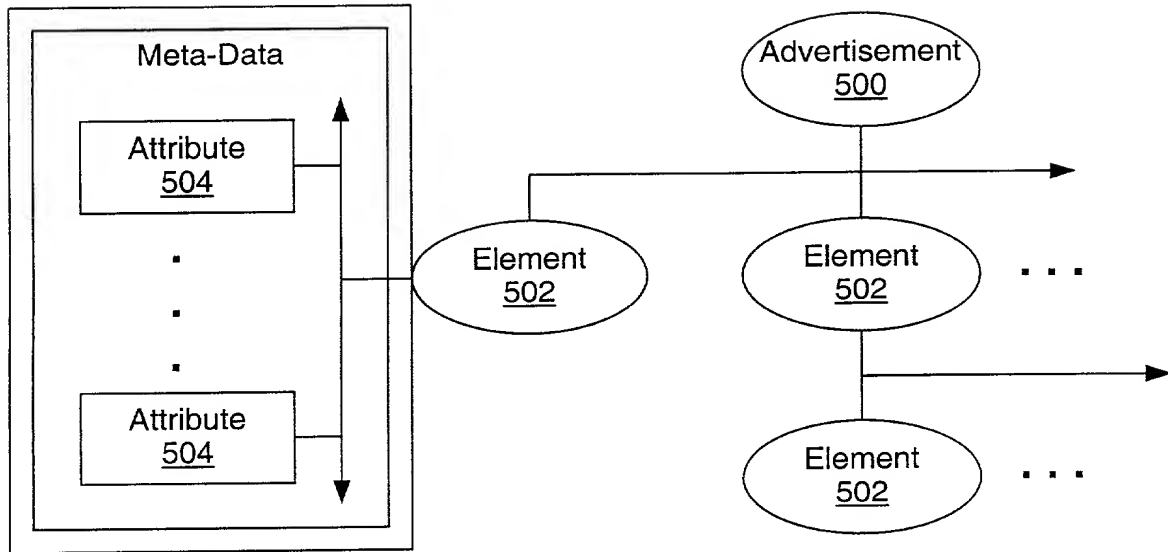 Meta-Data
Attribute
504
Attribute
504
Advertisement
500
Element
502
Element
502
Element
502